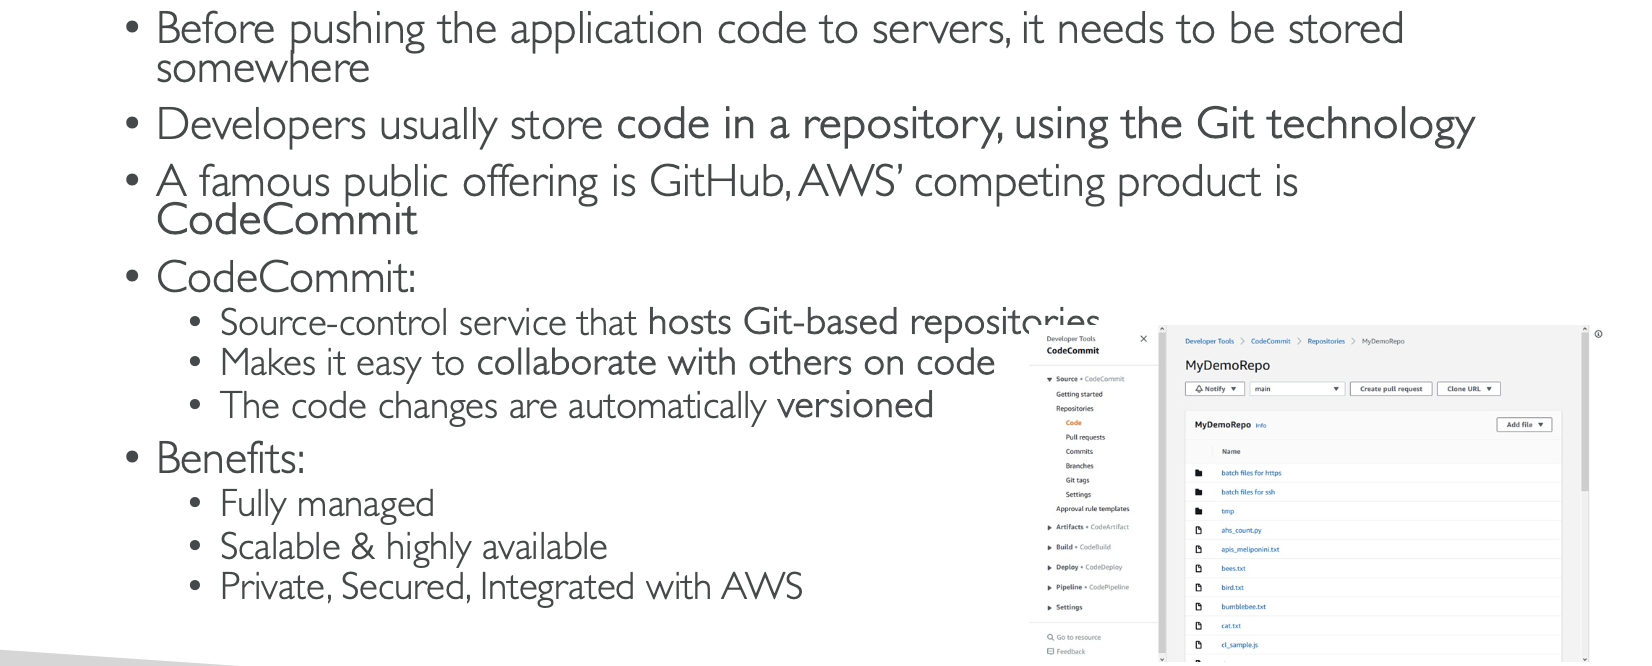 • Before pushing the application code to servers, it needs to be stored
somewhere
• Developers usually store code in a repository, using the Git technology
• A famous public offering is GitHub, AWS’ competing product is
CodeCommit
• CodeCommit:
• Source-control service that hosts Git-based repositories
• Makes it easy to collaborate with others on code
• The code changes are automatically versioned
• Benefits:
• Fully managed
• Scalable & highly available
• Private, Secured, Integrated with AWS
Developer Tools
CodeCommit
Source • CodeCommit
Getting started
Repositories
Code
Pull requests
Commits
Branches
Git tags
Settings
Approval rule templates
Artifacts • CodeArtifact
Build • CodeBuild
Deploy • CodeDeploy
Pipeline • CodePipeline
Settings
Go to resource
Feedback
Developer Tools > CodeCommit > Repositories > MyDemoRepo
MyDemoRepo
Notify main Create pull request Clone URL
MyDemoRepo Info Add file
Name
batch files for https
batch files for ssh
tmp
ahs_count.py
apis_meliponini.txt
bees.txt
bird.txt
bumblebee.txt
cat.txt
cl_sample.js